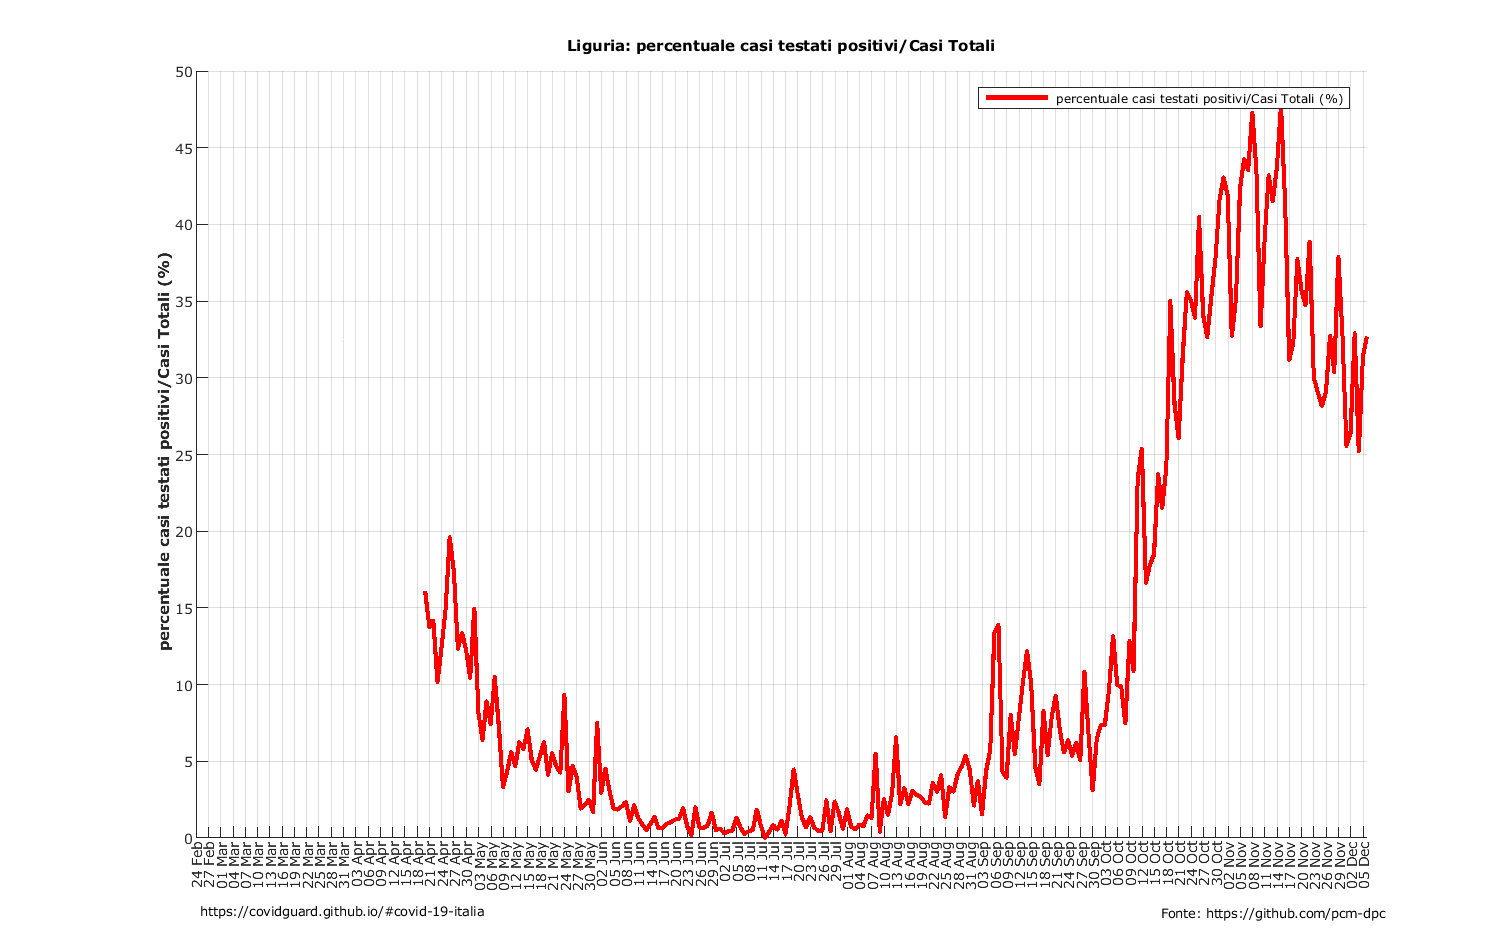 Liguria: percentuale casi testati positivi/Casi Totali
percentuale casi testati positivi/Casi Totali (%)
percentuale casi testati positivi/Casi Totali (%)
50
45
40
35
30
25
20
15
10
5
0
24 Feb
27 Feb
01 Mar
04 Mar
07 Mar
10 Mar
13 Mar
16 Mar
19 Mar
22 Mar
25 Mar
28 Mar
31 Mar
03 Apr
06 Apr
09 Apr
12 Apr
15 Apr
18 Apr
21 Apr
24 Apr
27 Apr
30 Apr
03 May
06 May
09 May
12 May
15 May
18 May
21 May
24 May
27 May
30 May
02 Jun
05 Jun
08 Jun
11 Jun
14 Jun
17 Jun
20 Jun
23 Jun
26 Jun
29 Jun
02 Jul
05 Jul
08 Jul
11 Jul
14 Jul
17 Jul
20 Jul
23 Jul
26 Jul
29 Jul
01 Aug
04 Aug
07 Aug
10 Aug
13 Aug
16 Aug
19 Aug
22 Aug
25 Aug
28 Aug
31 Aug
03 Sep
06 Sep
09 Sep
12 Sep
15 Sep
18 Sep
21 Sep
24 Sep
27 Sep
30 Sep
03 Oct
06 Oct
09 Oct
12 Oct
15 Oct
18 Oct
21 Oct
24 Oct
27 Oct
30 Oct
02 Nov
05 Nov
08 Nov
11 Nov
14 Nov
17 Nov
20 Nov
23 Nov
26 Nov
29 Nov
02 Dec
05 Dec
https://covidguard.github.io/#covid-19-italia
Fonte: https://github.com/pcm-dpc